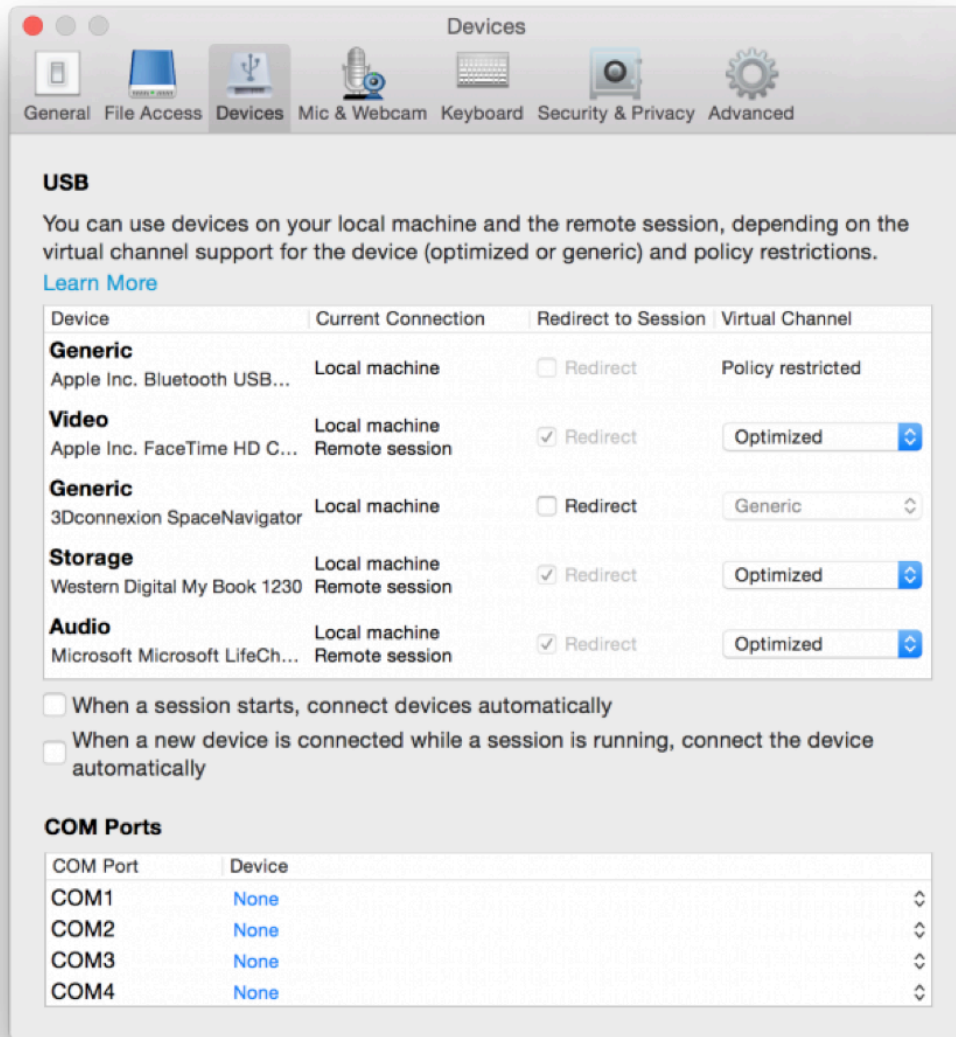 Devices
General File Access Devices Mic & Webcam Keyboard Security & Privacy Advanced
USB
You can use devices on your local machine and the remote session, depending on the
virtual channel support for the device (optimized or generic) and policy restrictions.
Learn More
Device Current Connection Redirect to Session Virtual Channel
Generic
Apple Inc. Bluetooth USB... Local machine Redirect Policy restricted
Video
Apple Inc. FaceTime HD C... Local machine
Remote session Redirect Optimized
Generic
3Dconnexion SpaceNavigator Local machine Redirect Generic
Storage
Western Digital My Book 1230 Local machine
Remote session Redirect Optimized
Audio
Microsoft Microsoft LifeCh... Local machine
Remote session Redirect Optimized
When a session starts, connect devices automatically
When a new device is connected while a session is running, connect the device
automatically
COM Ports
COM Port Device
COM1 None
COM2 None
COM3 None
COM4 None